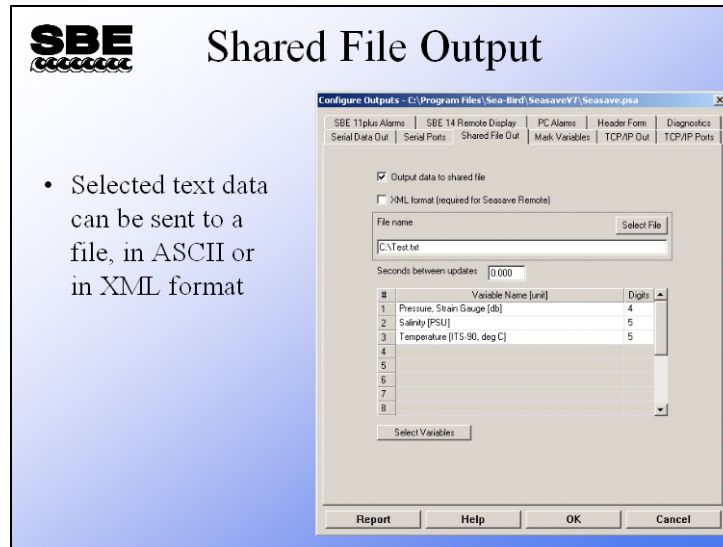 SBE
Shared File Output
• Selected text data
can be sent to a
file, in ASCII or
in XML format
Configure Outputs - C:\Program Files\Sea-Bird\SeasaveV7\Seasave.psa
SBE 11plus Alarms | SBE 14 Remote Display | PC Alarms | Header Form | Diagnostics
Serial Data Out | Serial Ports | Shared File Out | Mark Variables | TCP/IP Out | TCP/IP Ports
Output data to shared file
XML format (required for Seasave Remote)
File name
Select File
C:\Test.txt
Seconds between updates 0.000
# Variable Name [unit] Digits
1 Pressure, Strain Gauge [db] 4
2 Salinity [PSU] 5
3 Temperature [ITS-90, deg C] 5
4
5
6
7
8
Select Variables
Report Help OK Cancel